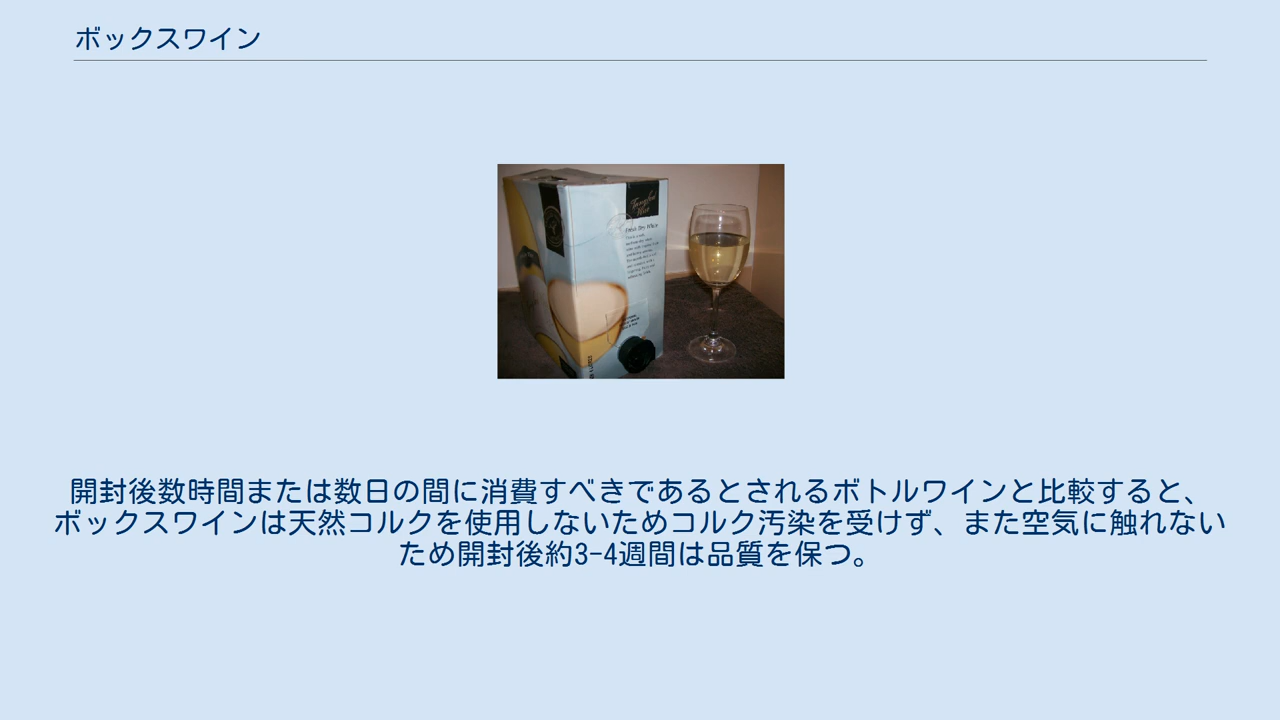 ボックスワイン
開封後数時間または数日の間に消費すべきであるとされるボトルワインと比較すると、
ボックスワインは天然コルクを使用しないためコルク汚染を受けず、また空気に触れない
ため開封後約3-4週間は品質を保つ。